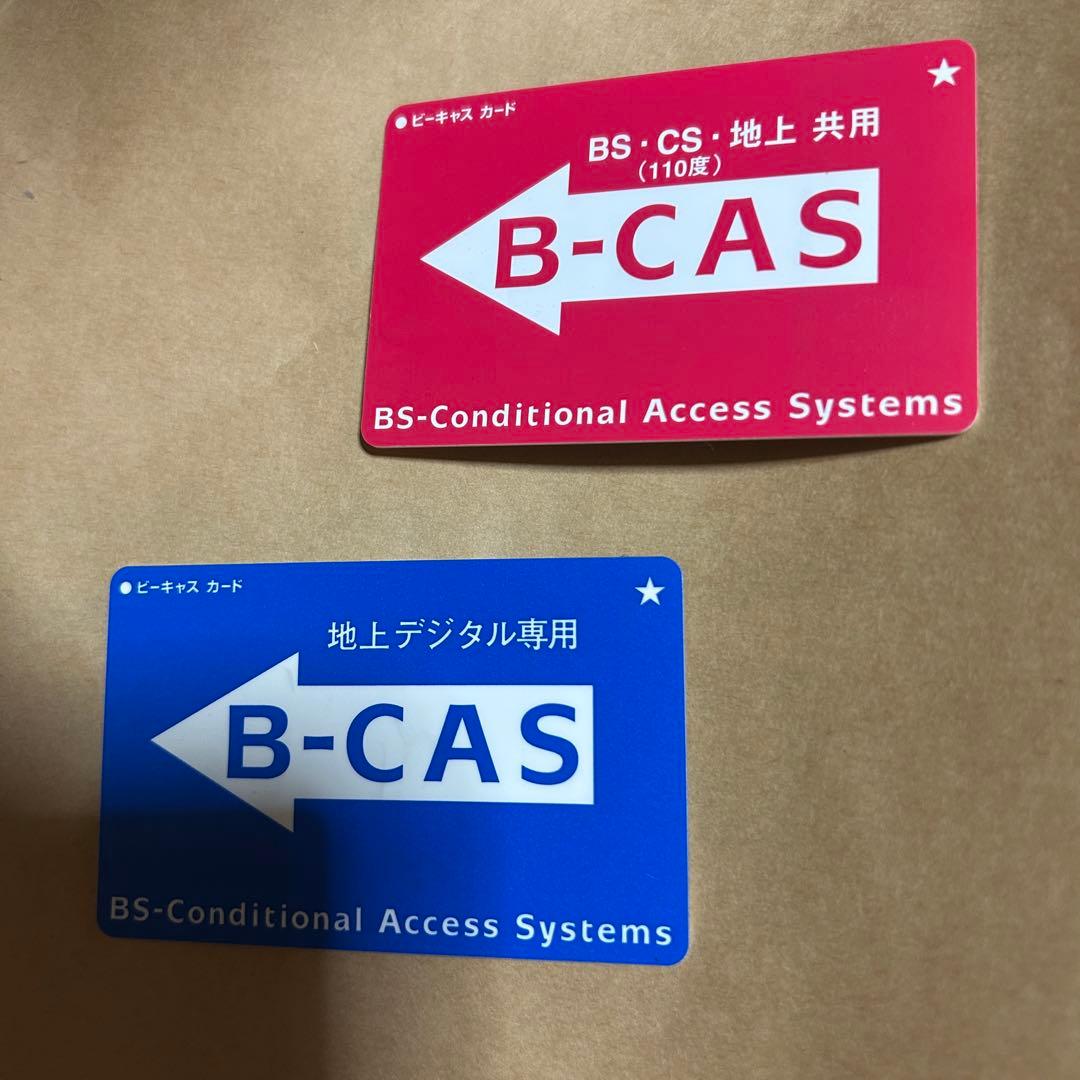 ●ビーキャス カード
★
BS・CS・地上 共用
(110度)
B-CAS
BS-Conditional Access Systems
●ビーキャス カード
★
地上デジタル専用
B-CAS
BS-Conditional Access Systems